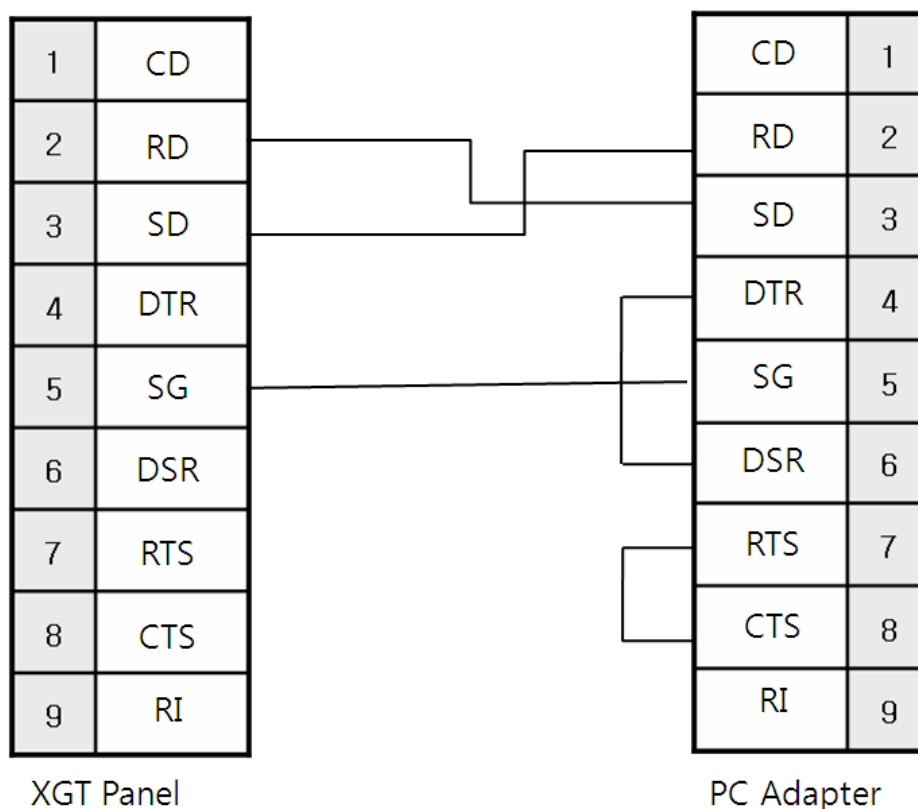 1 CD CD 1
2 RD RD 2
3 SD SD 3
4 DTR DTR 4
5 SG SG 5
6 DSR DSR 6
7 RTS RTS 7
8 CTS CTS 8
9 RI RI 9
XGT Panel PC Adapter